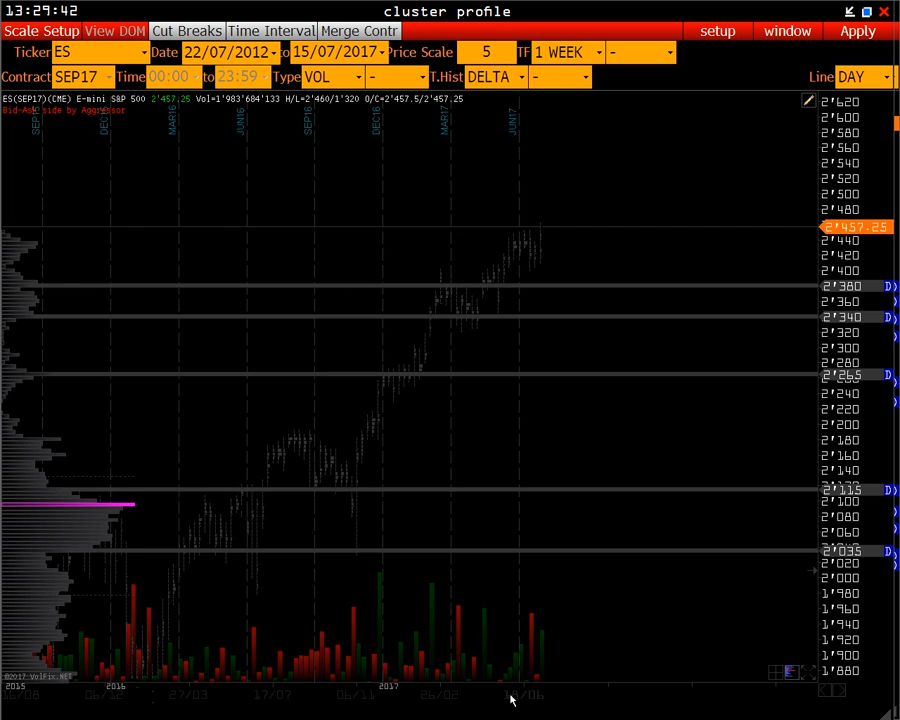 13:29:42 cluster profile
Scale Setup View DOM Cut Breaks Time Interval Merge Contr setup window Apply
Ticker ES Date 22/07/2012 to 15/07/2017 Price Scale 5 TF 1 WEEK -
Contract SEP17 Time 00:00 to 23:59 Type VOL - T.Hist DELTA - Line DAY
ES(SEP17)(CME) E-mini S&P 500 2'457.25 Vol=1'983'684'133 H/L=2'460/1'320 O/C=2'457.5/2'457.25
Bid-Ask side by Aggressor
SEP15 DEC15 MAR16 JUN16 SEP16 DEC16 MAR17 JUN17
2'620
2'600
2'580
2'560
2'540
2'520
2'500
2'480
2'457.25
2'440
2'420
2'400
2'380 D
2'360
2'340 D
2'320
2'300
2'280
2'265 D
2'240
2'220
2'200
2'180
2'160
2'140
2'115 D
2'100
2'080
2'060
2'035 D
2'020
2'000
1'980
1'960
1'940
1'920
1'900
1'880
©2017 VolFix.NET
2015 2016 2017
16/08 06/12 27/03 17/07 06/11 26/02 18/06